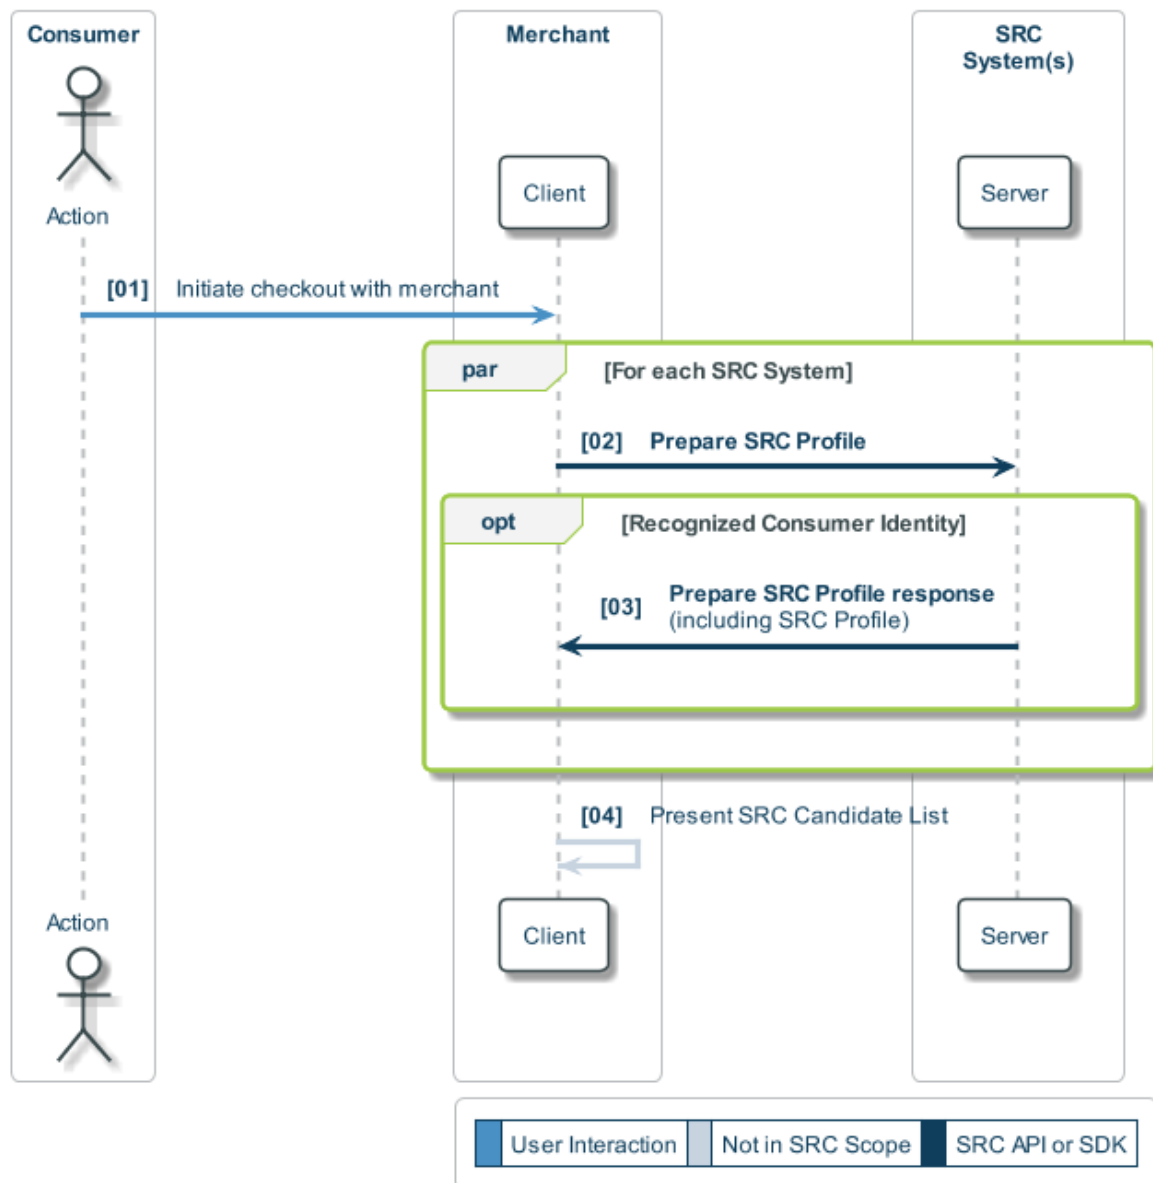 Consumer
Merchant
SRC
System(s)
Action
Client
Server
[01] Initiate checkout with merchant
par [For each SRC System]
[02] Prepare SRC Profile
opt [Recognized Consumer Identity]
[03] Prepare SRC Profile response
(including SRC Profile)
[04] Present SRC Candidate List
Action
Client
Server
User Interaction
Not in SRC Scope
SRC API or SDK